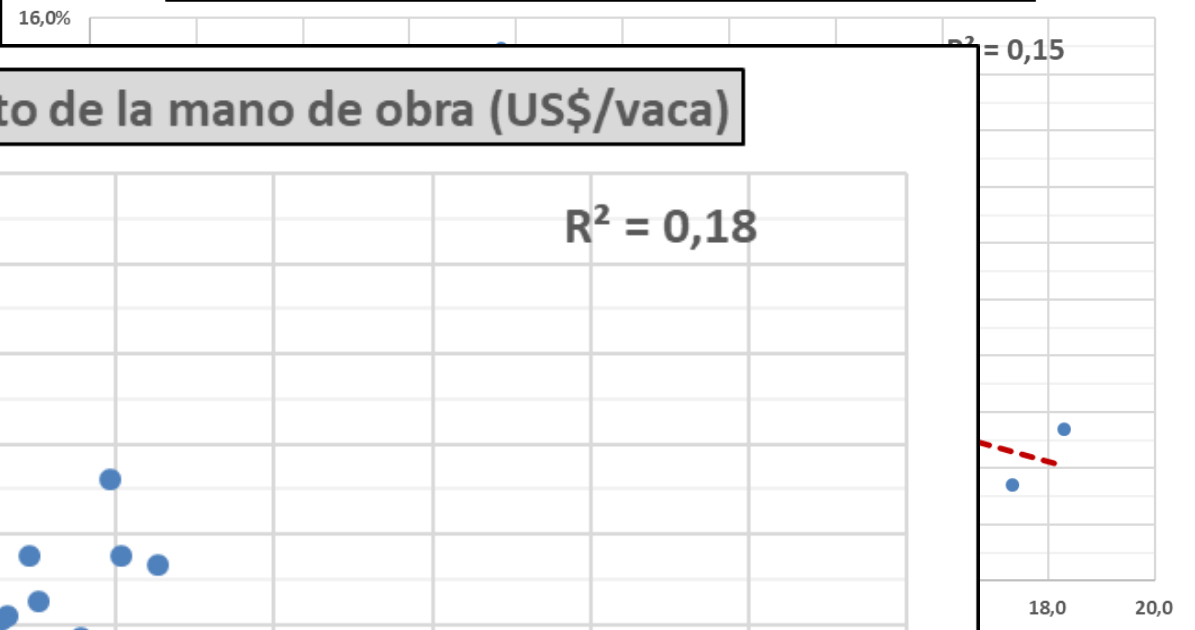 16,0%
R² = 0,15
to de la mano de obra (US$/vaca)
R² = 0,18
18,0
20,0